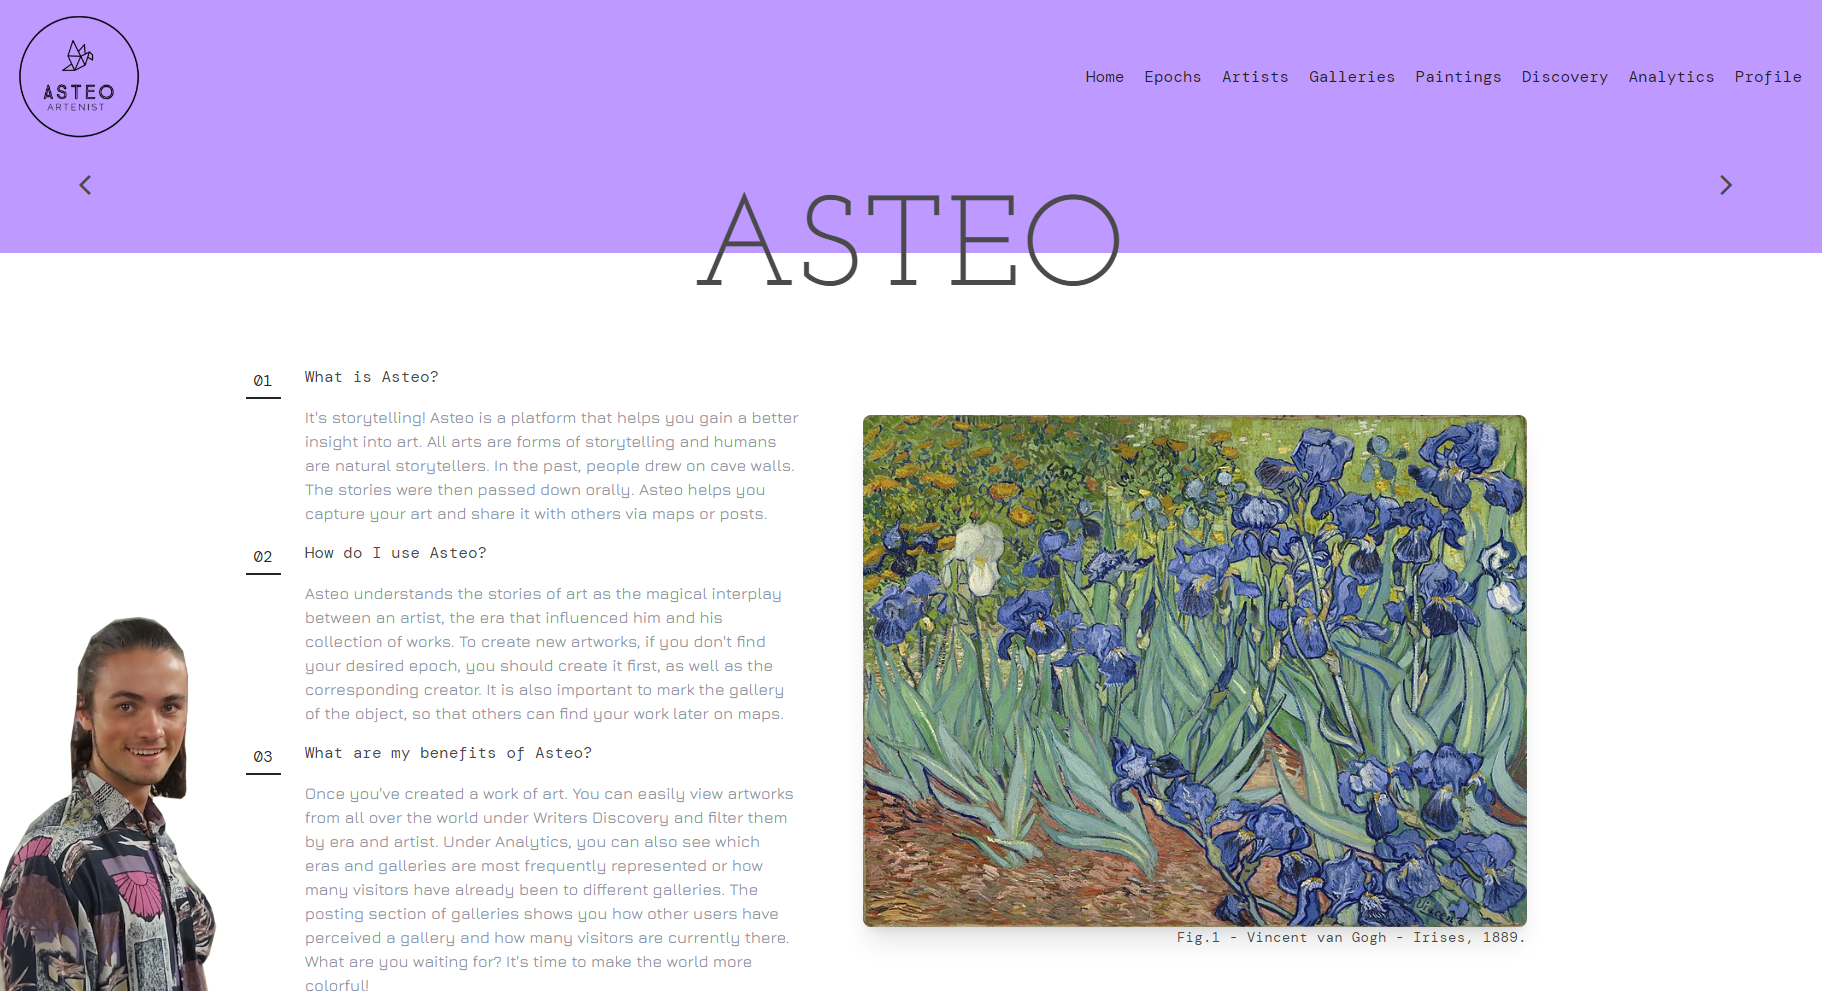 ASTEO
ARTENIST
Home Epochs Artists Galleries Paintings Discovery Analytics Profile
ASTEO
01
What is Asteo?
It's storytelling! Asteo is a platform that helps you gain a better
insight into art. All arts are forms of storytelling and humans
are natural storytellers. In the past, people drew on cave walls.
The stories were then passed down orally. Asteo helps you
capture your art and share it with others via maps or posts.
02
How do I use Asteo?
Asteo understands the stories of art as the magical interplay
between an artist, the era that influenced him and his
collection of works. To create new artworks, if you don't find
your desired epoch, you should create it first, as well as the
corresponding creator. It is also important to mark the gallery
of the object, so that others can find your work later on maps.
03
What are my benefits of Asteo?
Once you've created a work of art. You can easily view artworks
from all over the world under Writers Discovery and filter them
by era and artist. Under Analytics, you can also see which
eras and galleries are most frequently represented or how
many visitors have already been to different galleries. The
posting section of galleries shows you how other users have
perceived a gallery and how many visitors are currently there.
What are you waiting for? It's time to make the world more
colorful!
Vincent
Fig.1 - Vincent van Gogh - Irises, 1889.